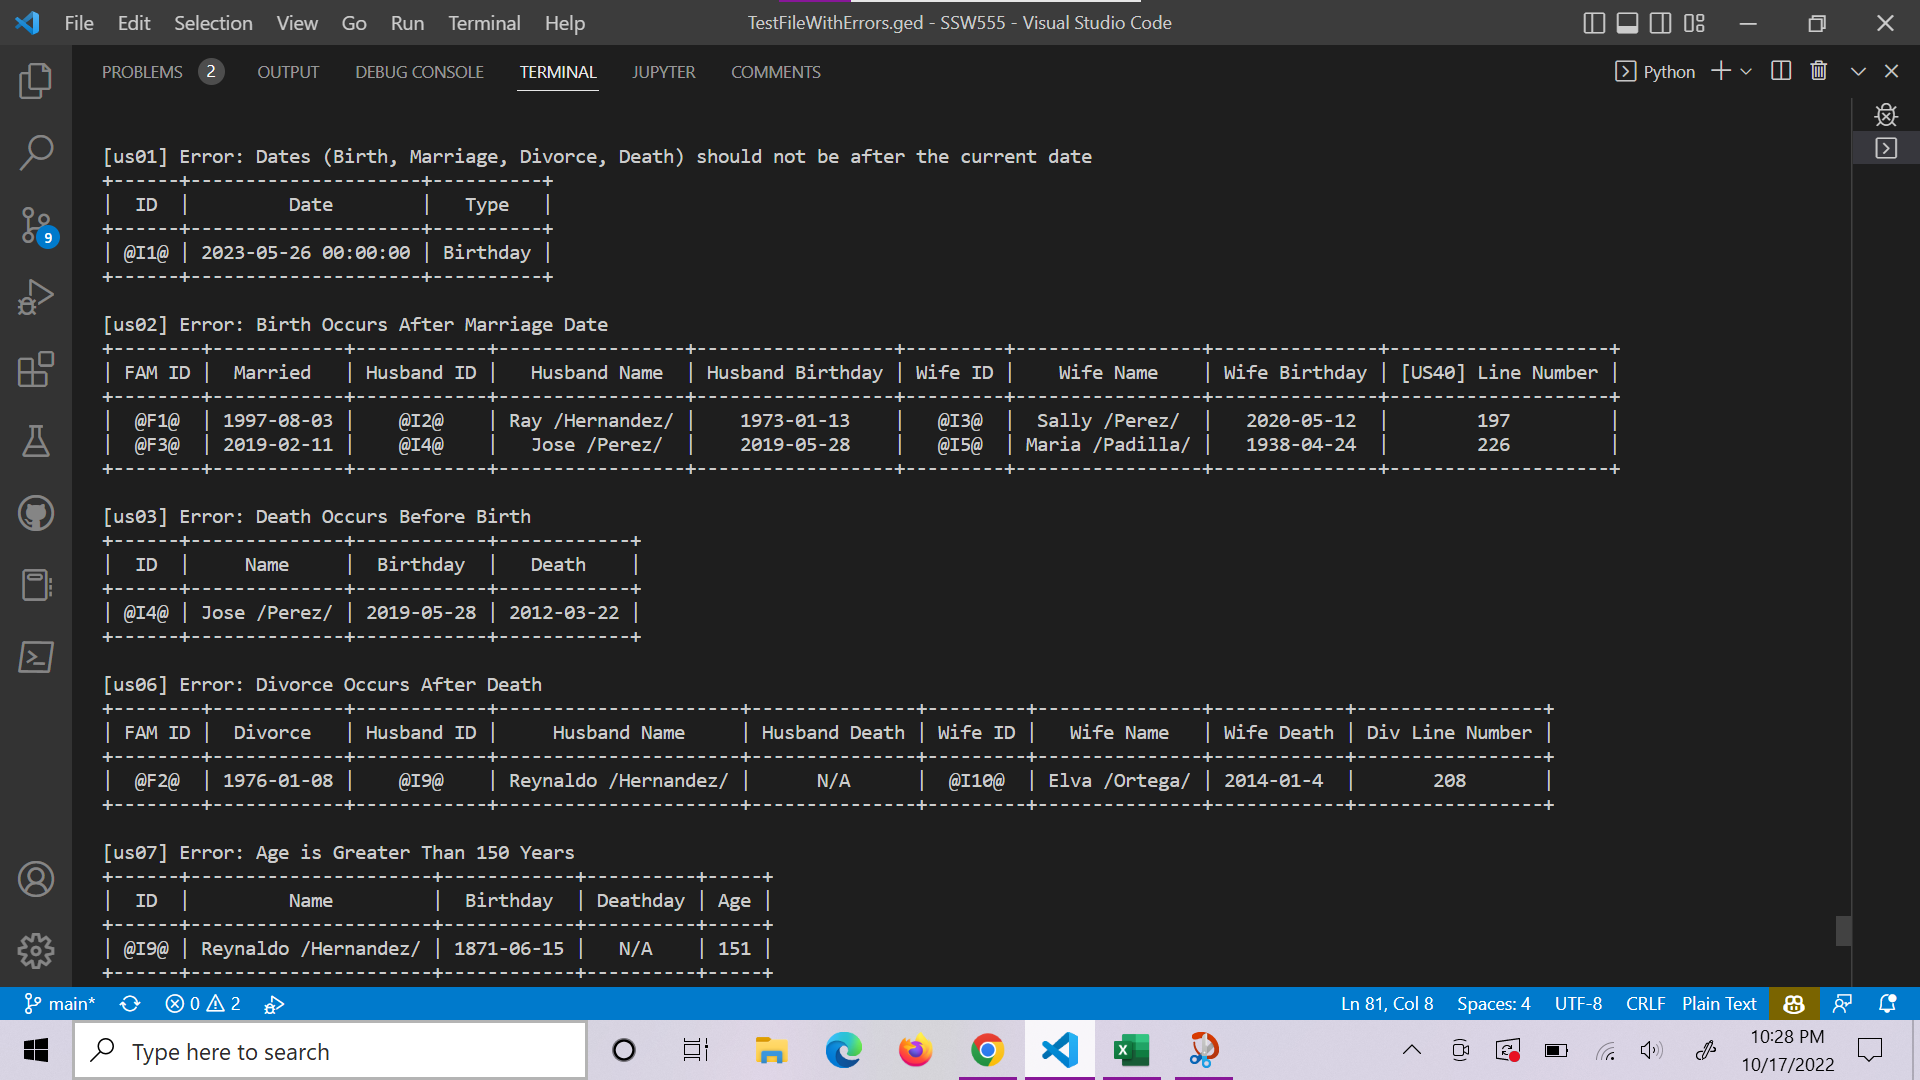 File Edit Selection View Go Run Terminal Help TestFileWithErrors.ged - SSW555 - Visual Studio Code
PROBLEMS 2 OUTPUT DEBUG CONSOLE TERMINAL JUPYTER COMMENTS Python
[us01] Error: Dates (Birth, Marriage, Divorce, Death) should not be after the current date
+------+---------------------+----------+
|  ID  |         Date        |   Type   |
+------+---------------------+----------+
| @I1@ | 2023-05-26 00:00:00 | Birthday |
+------+---------------------+----------+
[us02] Error: Birth Occurs After Marriage Date
+--------+------------+------------+-----------------+------------------+---------+-----------------+---------------+--------------------+
| FAM ID |  Married   | Husband ID |   Husband Name  | Husband Birthday | Wife ID |    Wife Name    | Wife Birthday | [US40] Line Number |
+--------+------------+------------+-----------------+------------------+---------+-----------------+---------------+--------------------+
|  @F1@  | 1997-08-03 |    @I2@    | Ray /Hernandez/ |    1973-01-13    |   @I3@  |  Sally /Perez/  |   2020-05-12  |        197         |
|  @F3@  | 2019-02-11 |    @I4@    |   Jose /Perez/  |    2019-05-28    |   @I5@  | Maria /Padilla/ |   1938-04-24  |        226         |
+--------+------------+------------+-----------------+------------------+---------+-----------------+---------------+--------------------+
[us03] Error: Death Occurs Before Birth
+------+--------------+------------+------------+
|  ID  |     Name     |  Birthday  |   Death    |
+------+--------------+------------+------------+
| @I4@ | Jose /Perez/ | 2019-05-28 | 2012-03-22 |
+------+--------------+------------+------------+
[us06] Error: Divorce Occurs After Death
+--------+------------+------------+----------------------+---------------+---------+---------------+------------+-----------------+
| FAM ID |  Divorce   | Husband ID |     Husband Name     | Husband Death | Wife ID |   Wife Name   | Wife Death | Div Line Number |
+--------+------------+------------+----------------------+---------------+---------+---------------+------------+-----------------+
|  @F2@  | 1976-01-08 |    @I9@    | Reynaldo /Hernandez/ |      N/A      |  @I10@  | Elva /Ortega/ | 2014-01-4  |       208       |
+--------+------------+------------+----------------------+---------------+---------+---------------+------------+-----------------+
[us07] Error: Age is Greater Than 150 Years
+------+----------------------+------------+----------+-----+
|  ID  |         Name         |  Birthday  | Deathday | Age |
+------+----------------------+------------+----------+-----+
| @I9@ | Reynaldo /Hernandez/ | 1871-06-15 |   N/A    | 151 |
+------+----------------------+------------+----------+-----+
9
main* 0 2 Ln 81, Col 8 Spaces: 4 UTF-8 CRLF Plain Text
Type here to search
10:28 PM
10/17/2022